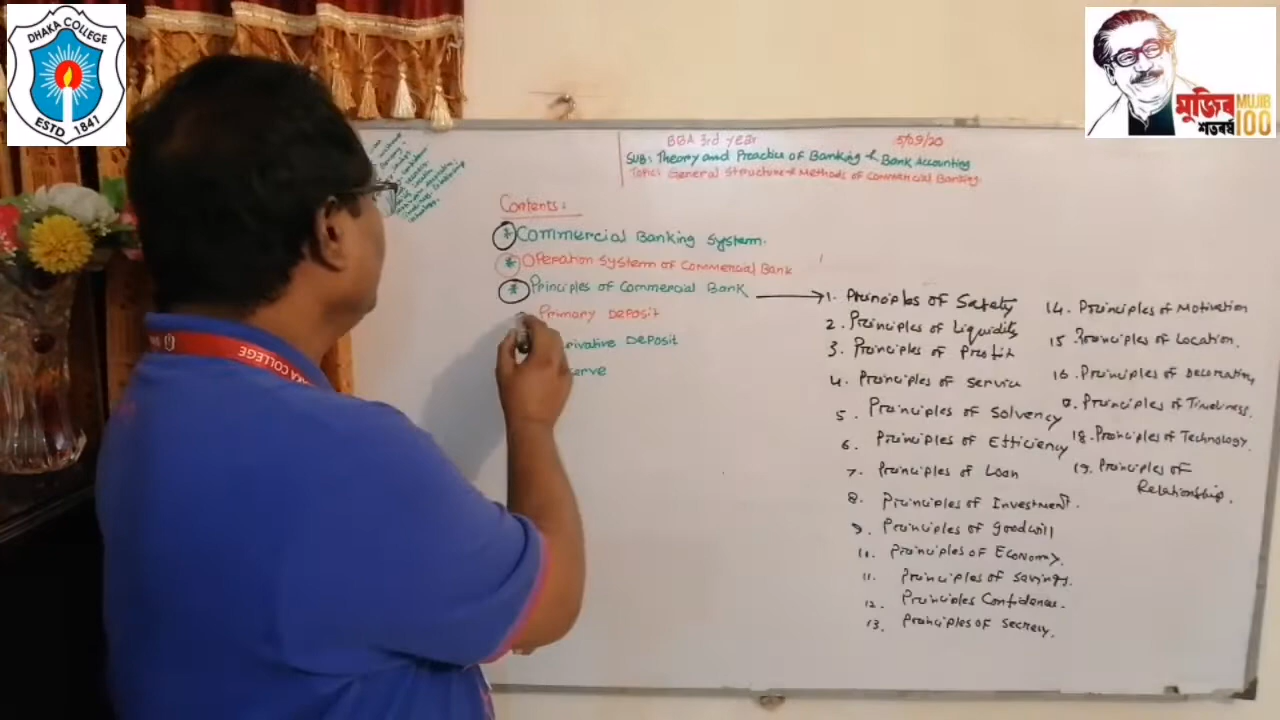 DHAKA COLLEGE
ESTD 1841
মুজিব
শতবর্ষ
MUJIB
100
BBA 3rd year
5/09/20
SUB: Theory and Preactice of Banking & Bank Accounting
Topic: General Structure & Methods of Commercial Banking
Contents:
* Commercial Banking System.
* Operation System of Commercial Bank
* Principles of Commercial Bank
Primary Deposit
Derivative Deposit
1. Principles of Safety
2. Principles of Liquidity
3. Principles of Profit
4. Principles of Service
5. Principles of Solvency
6. Principles of Efficiency
7. Principles of Loan
8. Principles of Investment.
9. Principles of Goodwill
10. Principles of Economy.
11. Principles of Savings.
12. Principles Confidence.
13. Principles of Secrecy.
14. Principles of Motivation
15. Principles of Location.
16. Principles of Decorating
Principles of Timeliness.
18. Principles of Technology.
19. Principles of
Relationship.
DHAKA COLLEGE